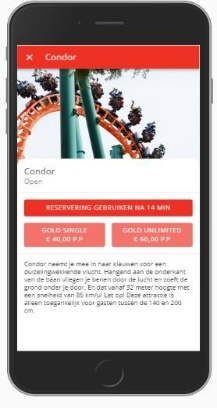 × Condor
Condor
Open
RESERVERING GEBRUIKEN NA 14 MIN
GOLD SINGLE
€ 40,00 P.P
GOLD UNLIMITED
€ 60,00 P.P
Condor neemt je mee in haar klauwen voor een
duizelingwekkende vlucht. Hangend aan de onderkant
van de baan vliegen je benen door de lucht en zoeft de
grond onder je door. En dat vanaf 32 meter hoogte met
een snelheid van 85 km/u! Let op! Deze attractie is
alleen toegankelijk voor gasten tussen de 140 en 200
cm.